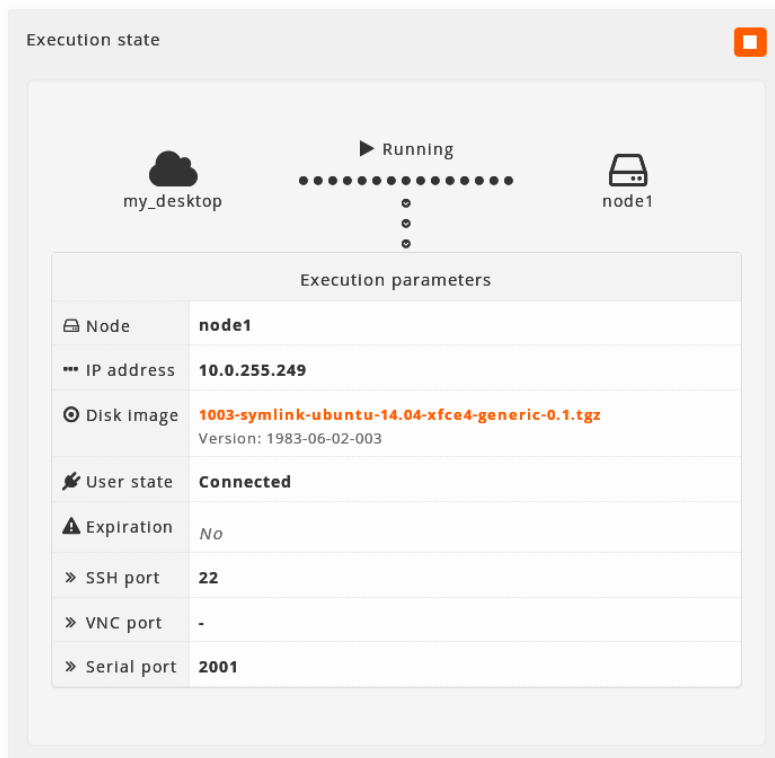 Execution state
Running
my_desktop
node1
Execution parameters
Node node1
IP address 10.0.255.249
Disk image 1003-symlink-ubuntu-14.04-xfce4-generic-0.1.tgz
Version: 1983-06-02-003
User state Connected
Expiration No
SSH port 22
VNC port -
Serial port 2001